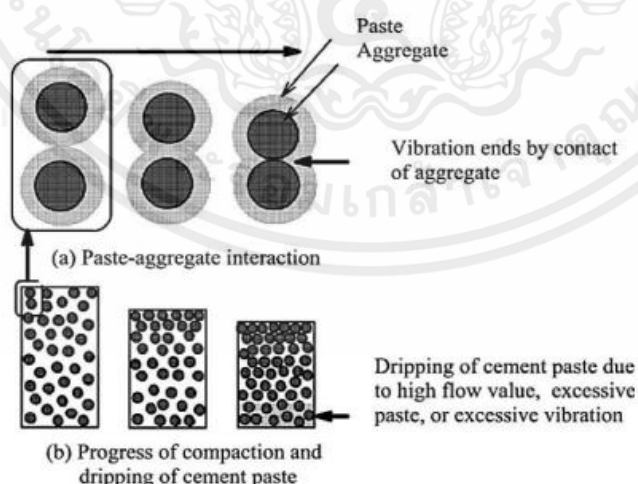 Paste
Aggregate
Vibration ends by contact
of aggregate
(a) Paste-aggregate interaction
Dripping of cement paste due
to high flow value, excessive
paste, or excessive vibration
(b) Progress of compaction and
dripping of cement paste